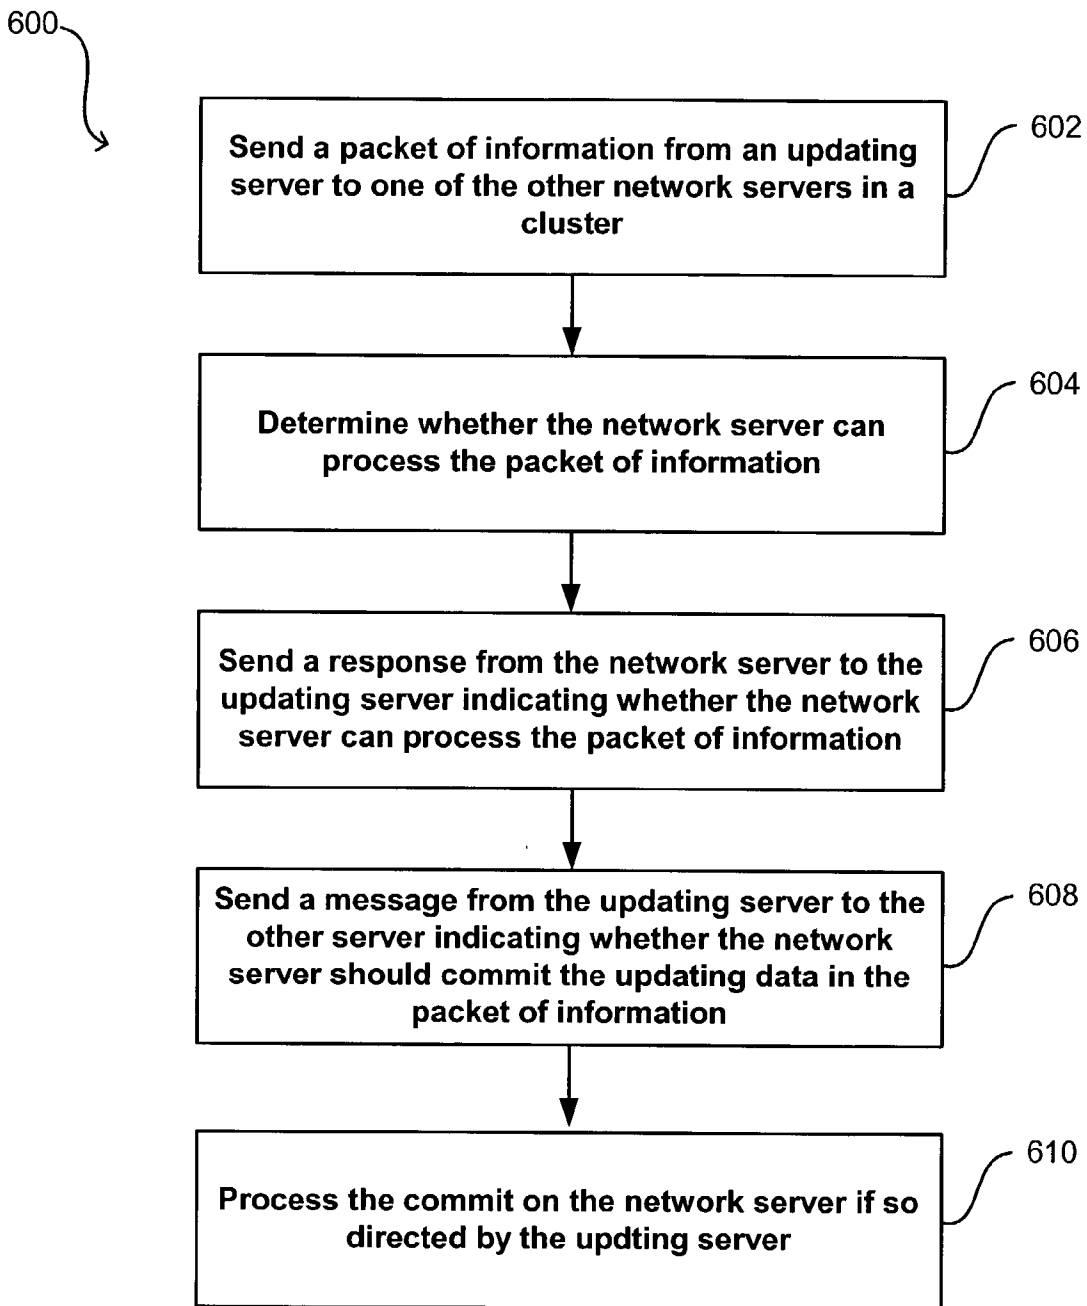 600
Send a packet of information from an updating
server to one of the other network servers in a
cluster
602
Determine whether the network server can
process the packet of information
604
Send a response from the network server to the
updating server indicating whether the network
server can process the packet of information
606
Send a message from the updating server to the
other server indicating whether the network
server should commit the updating data in the
packet of information
608
Process the commit on the network server if so
directed by the updting server
610